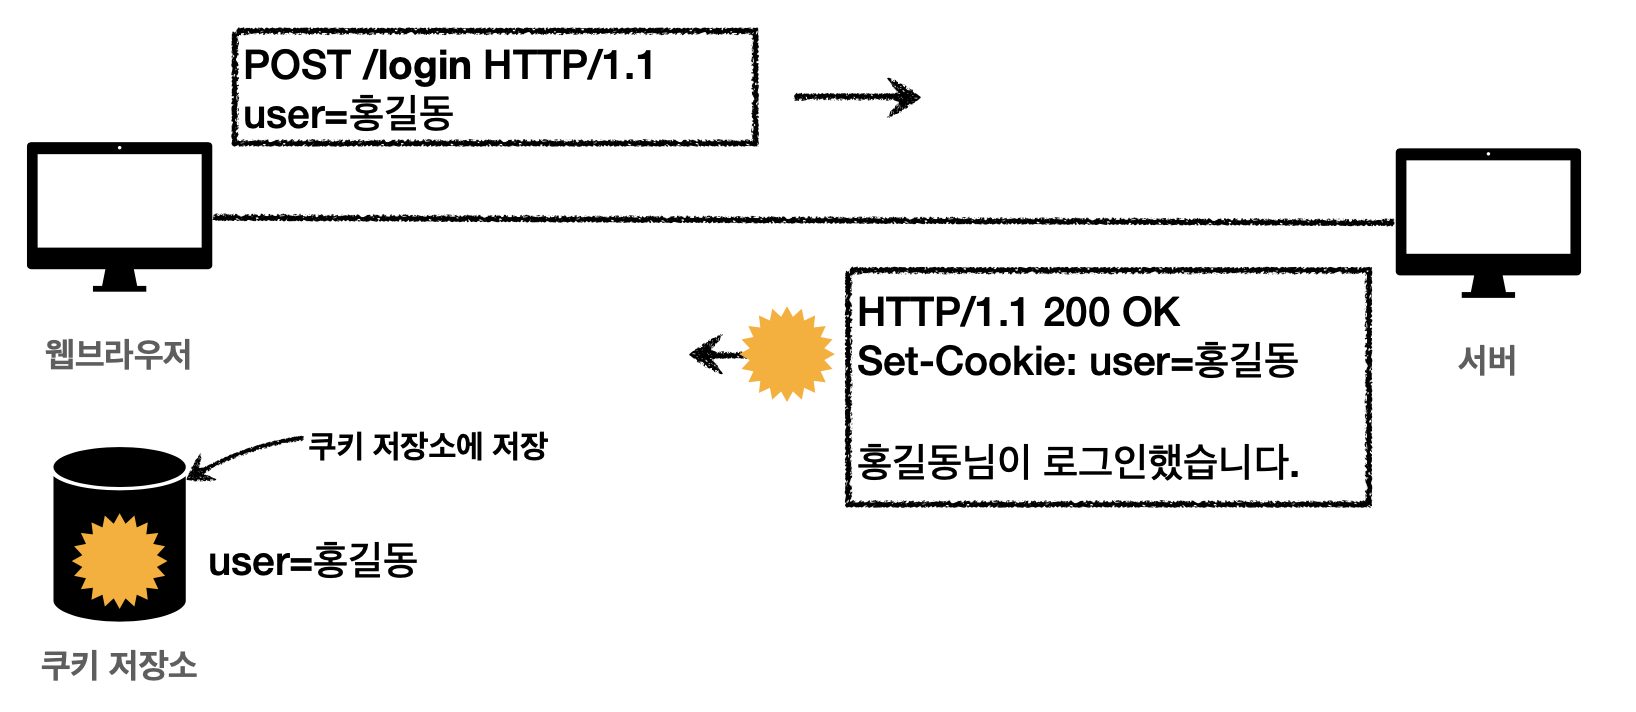 POST /login HTTP/1.1
user=홍길동
웹브라우저
서버
HTTP/1.1 200 OK
Set-Cookie: user=홍길동
홍길동님이 로그인했습니다.
쿠키 저장소에 저장
user=홍길동
쿠키 저장소